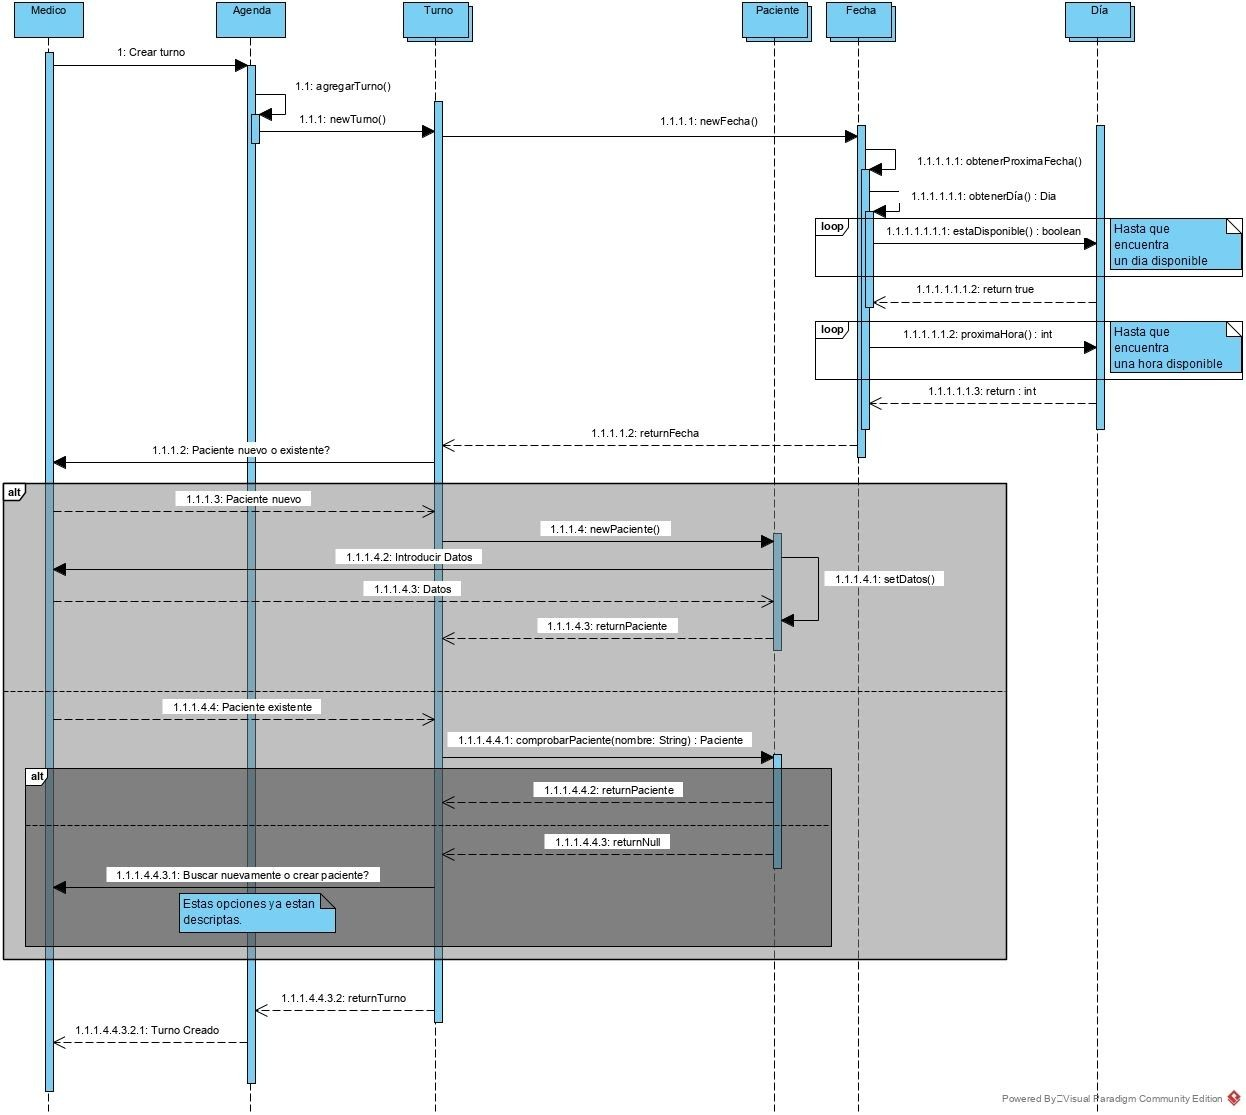 Medico
Agenda
Turno
Paciente
Fecha
Día
1: Crear turno
1.1: agregarTurno()
1.1.1: newTurno()
1.1.1.1: newFecha()
1.1.1.1.1: obtenerProximaFecha()
1.1.1.1.1.1: obtenerDía() : Dia
loop
1.1.1.1.1.1.1: estaDisponible() : boolean
Hasta que
encuentra
un dia disponible
1.1.1.1.1.1.2: return true
loop
1.1.1.1.1.2: proximaHora() : int
Hasta que
encuentra
una hora disponible
1.1.1.1.1.3: return : int
1.1.1.1.2: returnFecha
1.1.1.2: Paciente nuevo o existente?
alt
1.1.1.3: Paciente nuevo
1.1.1.4: newPaciente()
1.1.1.4.2: Introducir Datos
1.1.1.4.1: setDatos()
1.1.1.4.3: Datos
1.1.1.4.3: returnPaciente
1.1.1.4.4: Paciente existente
1.1.1.4.4.1: comprobarPaciente(nombre: String) : Paciente
alt
1.1.1.4.4.2: returnPaciente
1.1.1.4.4.3: returnNull
1.1.1.4.4.3.1: Buscar nuevamente o crear paciente?
Estas opciones ya estan
descriptas.
1.1.1.4.4.3.2: returnTurno
1.1.1.4.4.3.2.1: Turno Creado
Powered By Visual Paradigm Community Edition